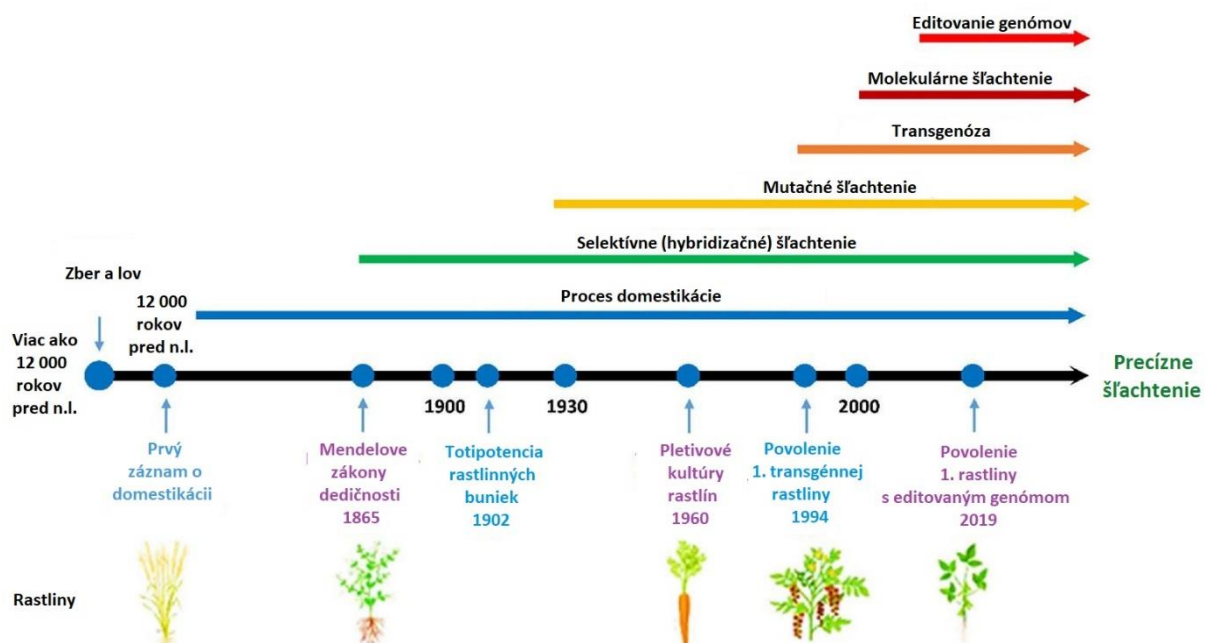 Editovanie genómov
Molekulárne šľachtenie
Transgenóza
Mutačné šľachtenie
Selektívne (hybridizačné) šľachtenie
Proces domestikácie
Zber a lov
12 000
rokov
pred n.l.
Viac ako
12 000
rokov
pred n.l.
Precízne
šľachtenie
1900
1930
2000
Prvý
záznam o
domestikácii
Mendelove
zákony
dedičnosti
1865
Totipotencia
rastlinných
buniek
1902
Pletivové
kultúry
rastlín
1960
Povolenie
1. transgénnej
rastliny
1994
Povolenie
1. rastliny
s editovaným genómom
2019
Rastliny